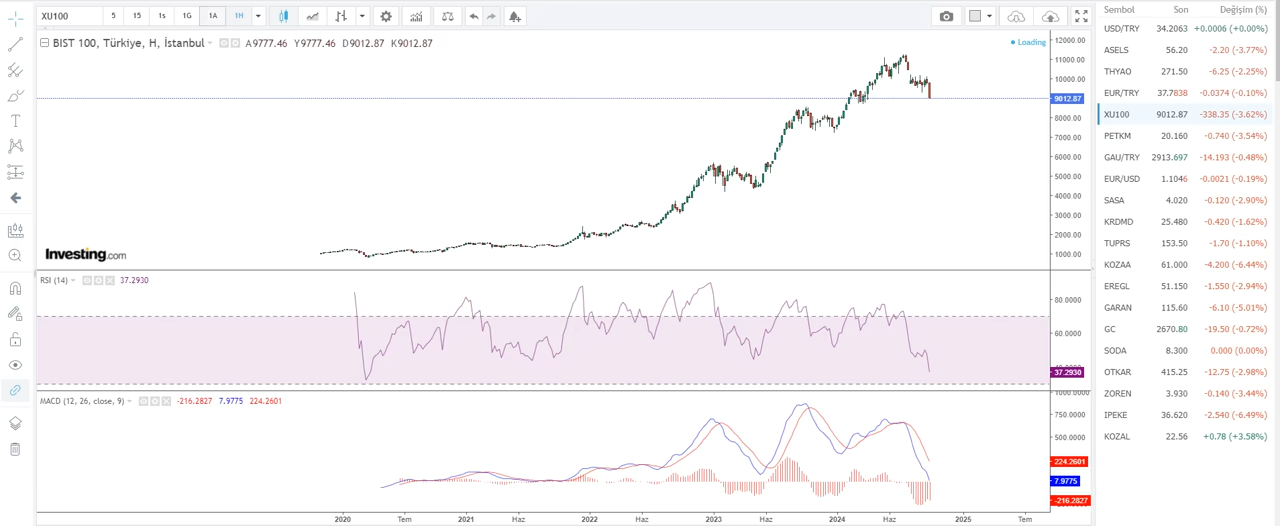 XU100 5 15 1s 1G 1A 1H
BIST 100, Türkiye, H, İstanbul A9777.46 Y9777.46 D9012.87 K9012.87
Loading
12000.00
11000.00
10000.00
9012.87
8000.00
7000.00
6000.00
5000.00
4000.00
3000.00
2000.00
1000.00
Investing.com
RSI (14) 37.2930
80.0000
60.0000
37.2930
MACD (12, 26, close, 9) -216.2827 7.9775 224.2601
1000.0000
750.0000
500.0000
224.2601
7.9775
-216.2827
2020 Tem 2021 Haz 2022 Haz 2023 Haz 2024 Haz 2025 Tem
Sembol Son Değişim (%)
USD/TRY 34.2063 +0.0006 (+0.00%)
ASELS 56.20 -2.20 (-3.77%)
THYAO 271.50 -6.25 (-2.25%)
EUR/TRY 37.7838 -0.0374 (-0.10%)
XU100 9012.87 -338.35 (-3.62%)
PETKM 20.160 -0.740 (-3.54%)
GAU/TRY 2913.697 -14.193 (-0.48%)
EUR/USD 1.1046 -0.0021 (-0.19%)
SASA 4.020 -0.120 (-2.90%)
KRDMD 25.480 -0.420 (-1.62%)
TUPRS 153.50 -1.70 (-1.10%)
KOZAA 61.000 -4.200 (-6.44%)
EREGL 51.150 -1.550 (-2.94%)
GARAN 115.60 -6.10 (-5.01%)
GC 2670.80 -19.50 (-0.72%)
SODA 8.300 0.000 (0.00%)
OTKAR 415.25 -12.75 (-2.98%)
ZOREN 3.930 -0.140 (-3.44%)
IPEKE 36.620 -2.540 (-6.49%)
KOZAL 22.56 +0.78 (+3.58%)